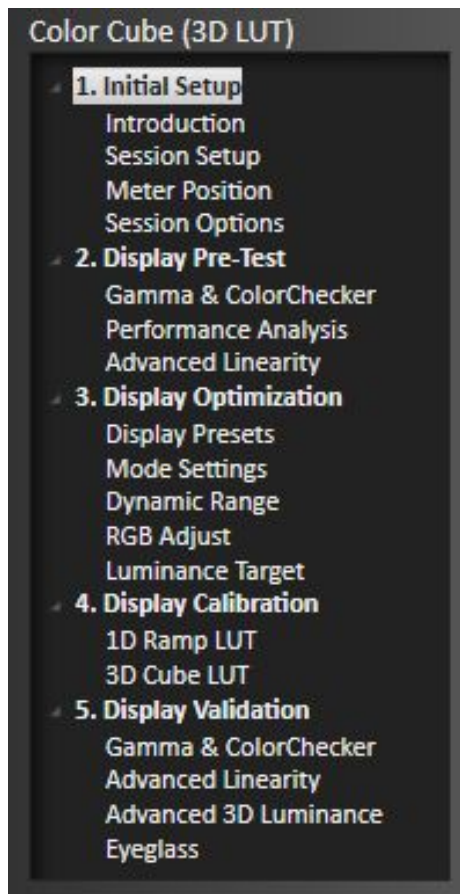 Color Cube (3D LUT)
1. Initial Setup
Introduction
Session Setup
Meter Position
Session Options
2. Display Pre-Test
Gamma & ColorChecker
Performance Analysis
Advanced Linearity
3. Display Optimization
Display Presets
Mode Settings
Dynamic Range
RGB Adjust
Luminance Target
4. Display Calibration
1D Ramp LUT
3D Cube LUT
5. Display Validation
Gamma & ColorChecker
Advanced Linearity
Advanced 3D Luminance
Eyeglass